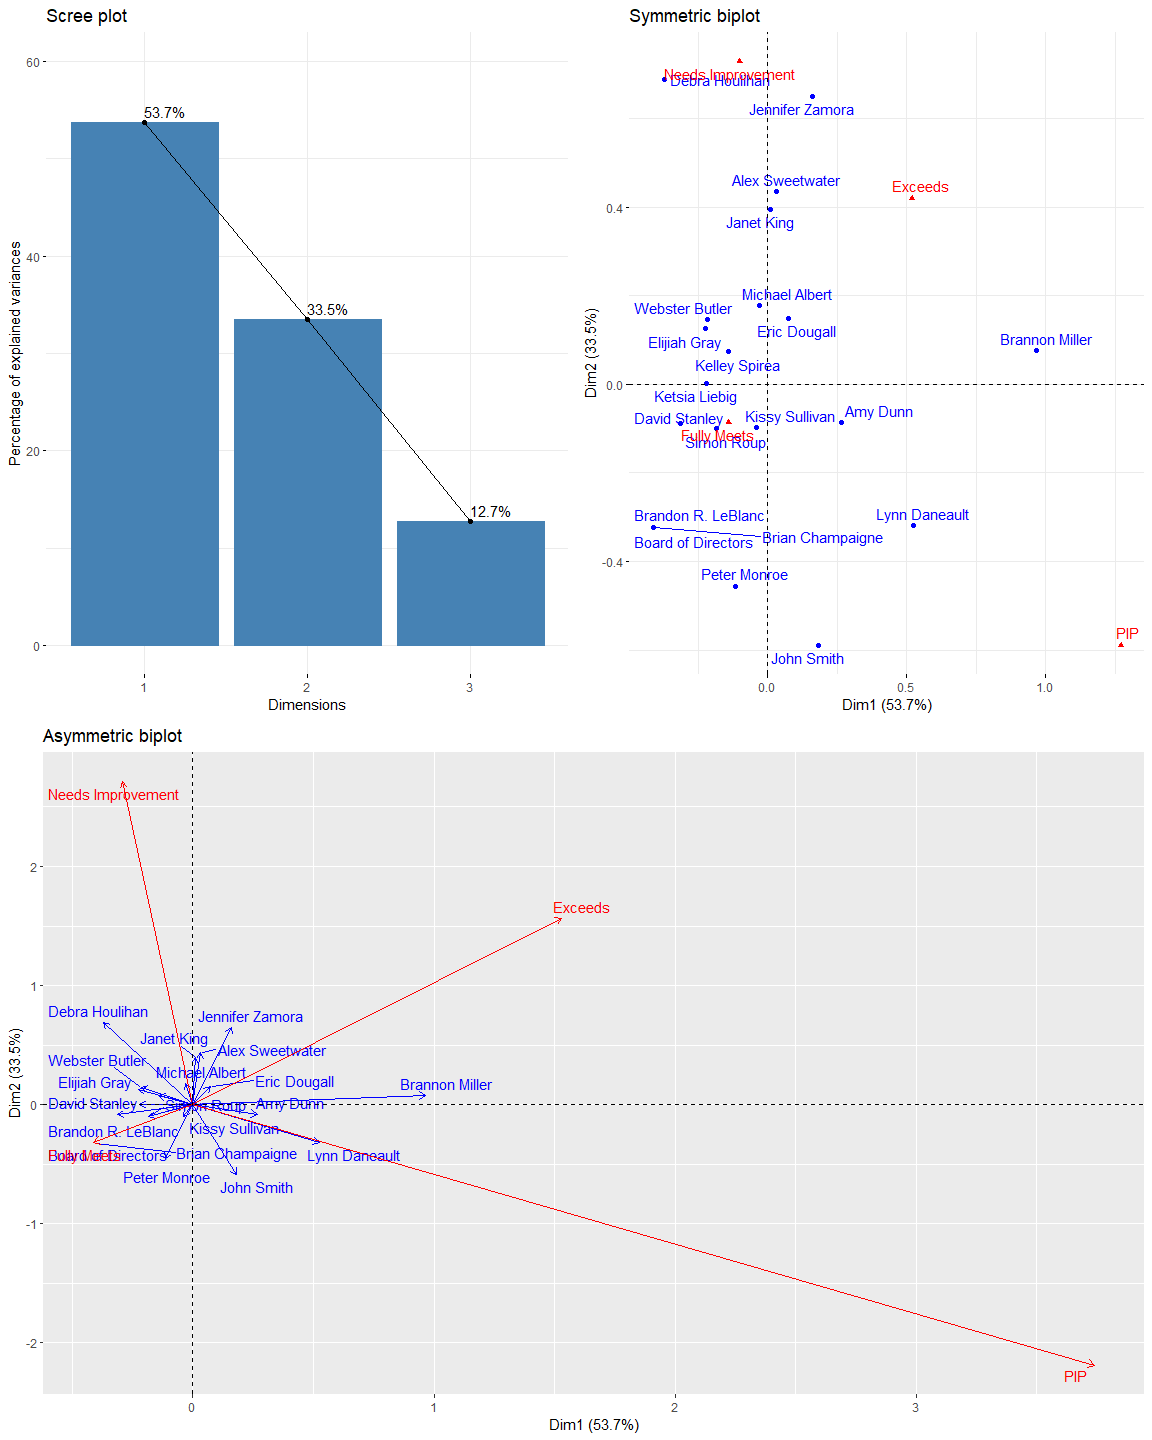 Scree plot
60
40
20
0
53.7%
33.5%
12.7%
1
2
3
Percentage of explained variances
Dimensions
Symmetric biplot
Needs Improvement
Debra Houlihan
Jennifer Zamora
Alex Sweetwater
Exceeds
Janet King
Michael Albert
Webster Butler
Eric Dougall
Elijiah Gray
Brannon Miller
Kelley Spirea
Ketsia Liebig
Amy Dunn
Kissy Sullivan
David Stanley
Fully Meets
Simon Roup
Brandon R. LeBlanc
Lynn Daneault
Brian Champaigne
Board of Directors
Peter Monroe
PIP
John Smith
0.4
0.0
-0.4
0.0
0.5
1.0
Dim2 (33.5%)
Dim1 (53.7%)
Asymmetric biplot
Needs Improvement
Exceeds
Debra Houlihan
Jennifer Zamora
Janet King
Alex Sweetwater
Webster Butler
Michael Albert
Elijiah Gray
Eric Dougall
Brannon Miller
David Stanley
Simon Roup
Amy Dunn
Brandon R. LeBlanc
Kissy Sullivan
Fully Meets
Board of Directors
Brian Champaigne
Lynn Daneault
Peter Monroe
John Smith
PIP
2
1
0
-1
-2
0
1
2
3
Dim2 (33.5%)
Dim1 (53.7%)